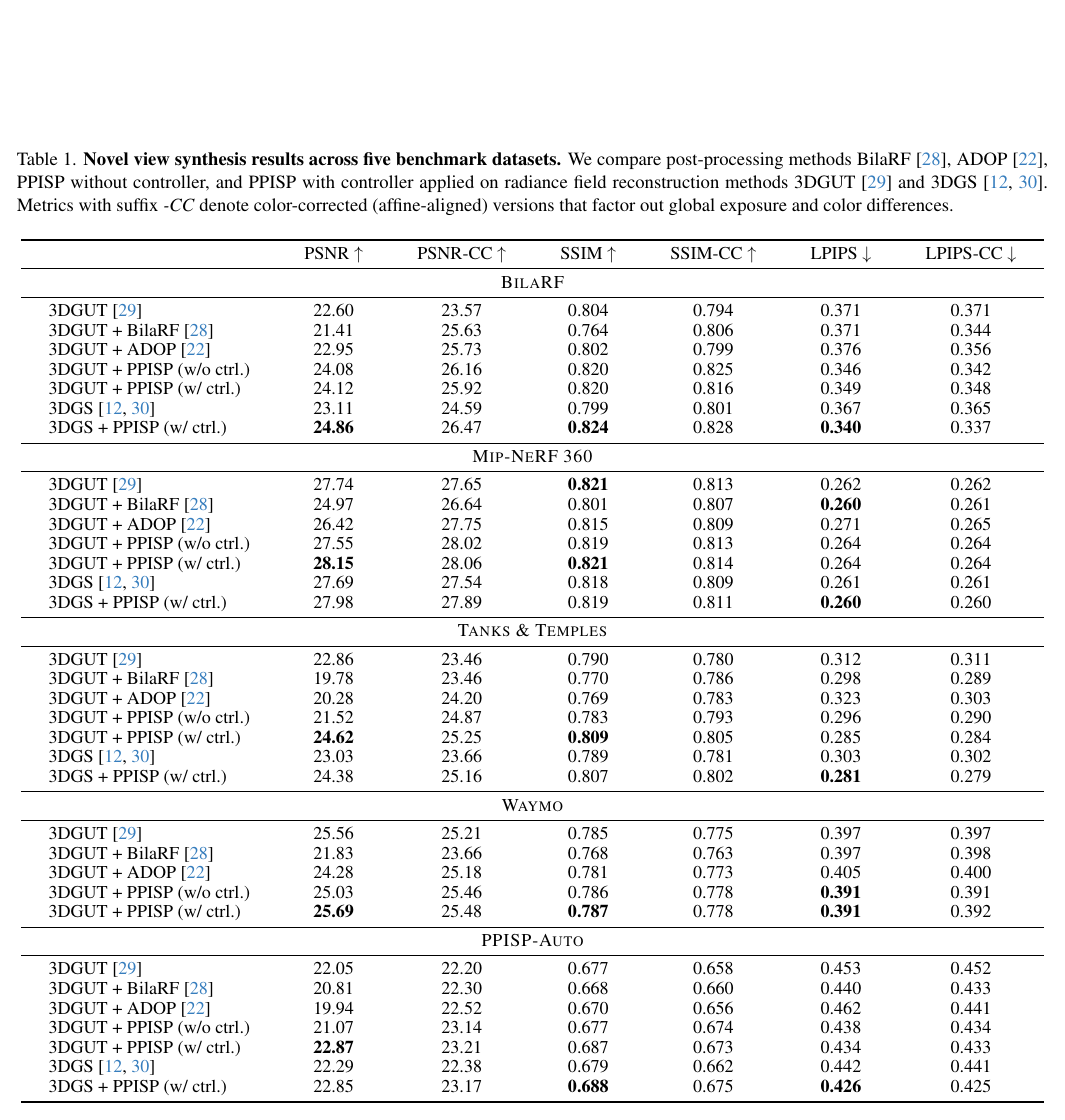 Table 1. Novel view synthesis results across five benchmark datasets. We compare post-processing methods BilaRF [28], ADOP [22],
PPISP without controller, and PPISP with controller applied on radiance field reconstruction methods 3DGUT [29] and 3DGS [12, 30].
Metrics with suffix -CC denote color-corrected (affine-aligned) versions that factor out global exposure and color differences.
PSNR ↑ PSNR-CC ↑ SSIM ↑ SSIM-CC ↑ LPIPS ↓ LPIPS-CC ↓
BILARF
3DGUT [29] 22.60 23.57 0.804 0.794 0.371 0.371
3DGUT + BilaRF [28] 21.41 25.63 0.764 0.806 0.371 0.344
3DGUT + ADOP [22] 22.95 25.73 0.802 0.799 0.376 0.356
3DGUT + PPISP (w/o ctrl.) 24.08 26.16 0.820 0.825 0.346 0.342
3DGUT + PPISP (w/ ctrl.) 24.12 25.92 0.820 0.816 0.349 0.348
3DGS [12, 30] 23.11 24.59 0.799 0.801 0.367 0.365
3DGS + PPISP (w/ ctrl.) 24.86 26.47 0.824 0.828 0.340 0.337
MIP-NERF 360
3DGUT [29] 27.74 27.65 0.821 0.813 0.262 0.262
3DGUT + BilaRF [28] 24.97 26.64 0.801 0.807 0.260 0.261
3DGUT + ADOP [22] 26.42 27.75 0.815 0.809 0.271 0.265
3DGUT + PPISP (w/o ctrl.) 27.55 28.02 0.819 0.813 0.264 0.264
3DGUT + PPISP (w/ ctrl.) 28.15 28.06 0.821 0.814 0.264 0.264
3DGS [12, 30] 27.69 27.54 0.818 0.809 0.261 0.261
3DGS + PPISP (w/ ctrl.) 27.98 27.89 0.819 0.811 0.260 0.260
TANKS & TEMPLES
3DGUT [29] 22.86 23.46 0.790 0.780 0.312 0.311
3DGUT + BilaRF [28] 19.78 23.46 0.770 0.786 0.298 0.289
3DGUT + ADOP [22] 20.28 24.20 0.769 0.783 0.323 0.303
3DGUT + PPISP (w/o ctrl.) 21.52 24.87 0.783 0.793 0.296 0.290
3DGUT + PPISP (w/ ctrl.) 24.62 25.25 0.809 0.805 0.285 0.284
3DGS [12, 30] 23.03 23.66 0.789 0.781 0.303 0.302
3DGS + PPISP (w/ ctrl.) 24.38 25.16 0.807 0.802 0.281 0.279
WAYMO
3DGUT [29] 25.56 25.21 0.785 0.775 0.397 0.397
3DGUT + BilaRF [28] 21.83 23.66 0.768 0.763 0.397 0.398
3DGUT + ADOP [22] 24.28 25.18 0.781 0.773 0.405 0.400
3DGUT + PPISP (w/o ctrl.) 25.03 25.46 0.786 0.778 0.391 0.391
3DGUT + PPISP (w/ ctrl.) 25.69 25.48 0.787 0.778 0.391 0.392
PPISP-AUTO
3DGUT [29] 22.05 22.20 0.677 0.658 0.453 0.452
3DGUT + BilaRF [28] 20.81 22.30 0.668 0.660 0.440 0.433
3DGUT + ADOP [22] 19.94 22.52 0.670 0.656 0.462 0.441
3DGUT + PPISP (w/o ctrl.) 21.07 23.14 0.677 0.674 0.438 0.434
3DGUT + PPISP (w/ ctrl.) 22.87 23.21 0.687 0.673 0.434 0.433
3DGS [12, 30] 22.29 22.38 0.679 0.662 0.442 0.441
3DGS + PPISP (w/ ctrl.) 22.85 23.17 0.688 0.675 0.426 0.425